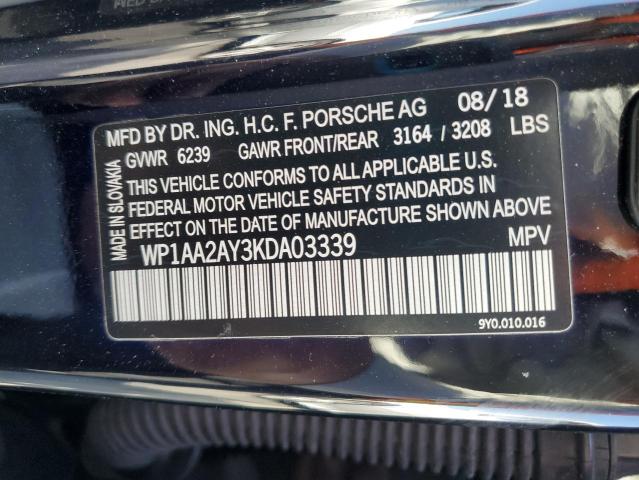 MFD BY DR. ING. H.C. F. PORSCHE AG 08/18
GVWR 6239 GAWR FRONT/REAR 3164 / 3208 LBS
THIS VEHICLE CONFORMS TO ALL APPLICABLE U.S.
FEDERAL MOTOR VEHICLE SAFETY STANDARDS IN
EFFECT ON THE DATE OF MANUFACTURE SHOWN ABOVE
WP1AA2AY3KDA03339 MPV
9Y0.010.016
MADE IN SLOVAKIA